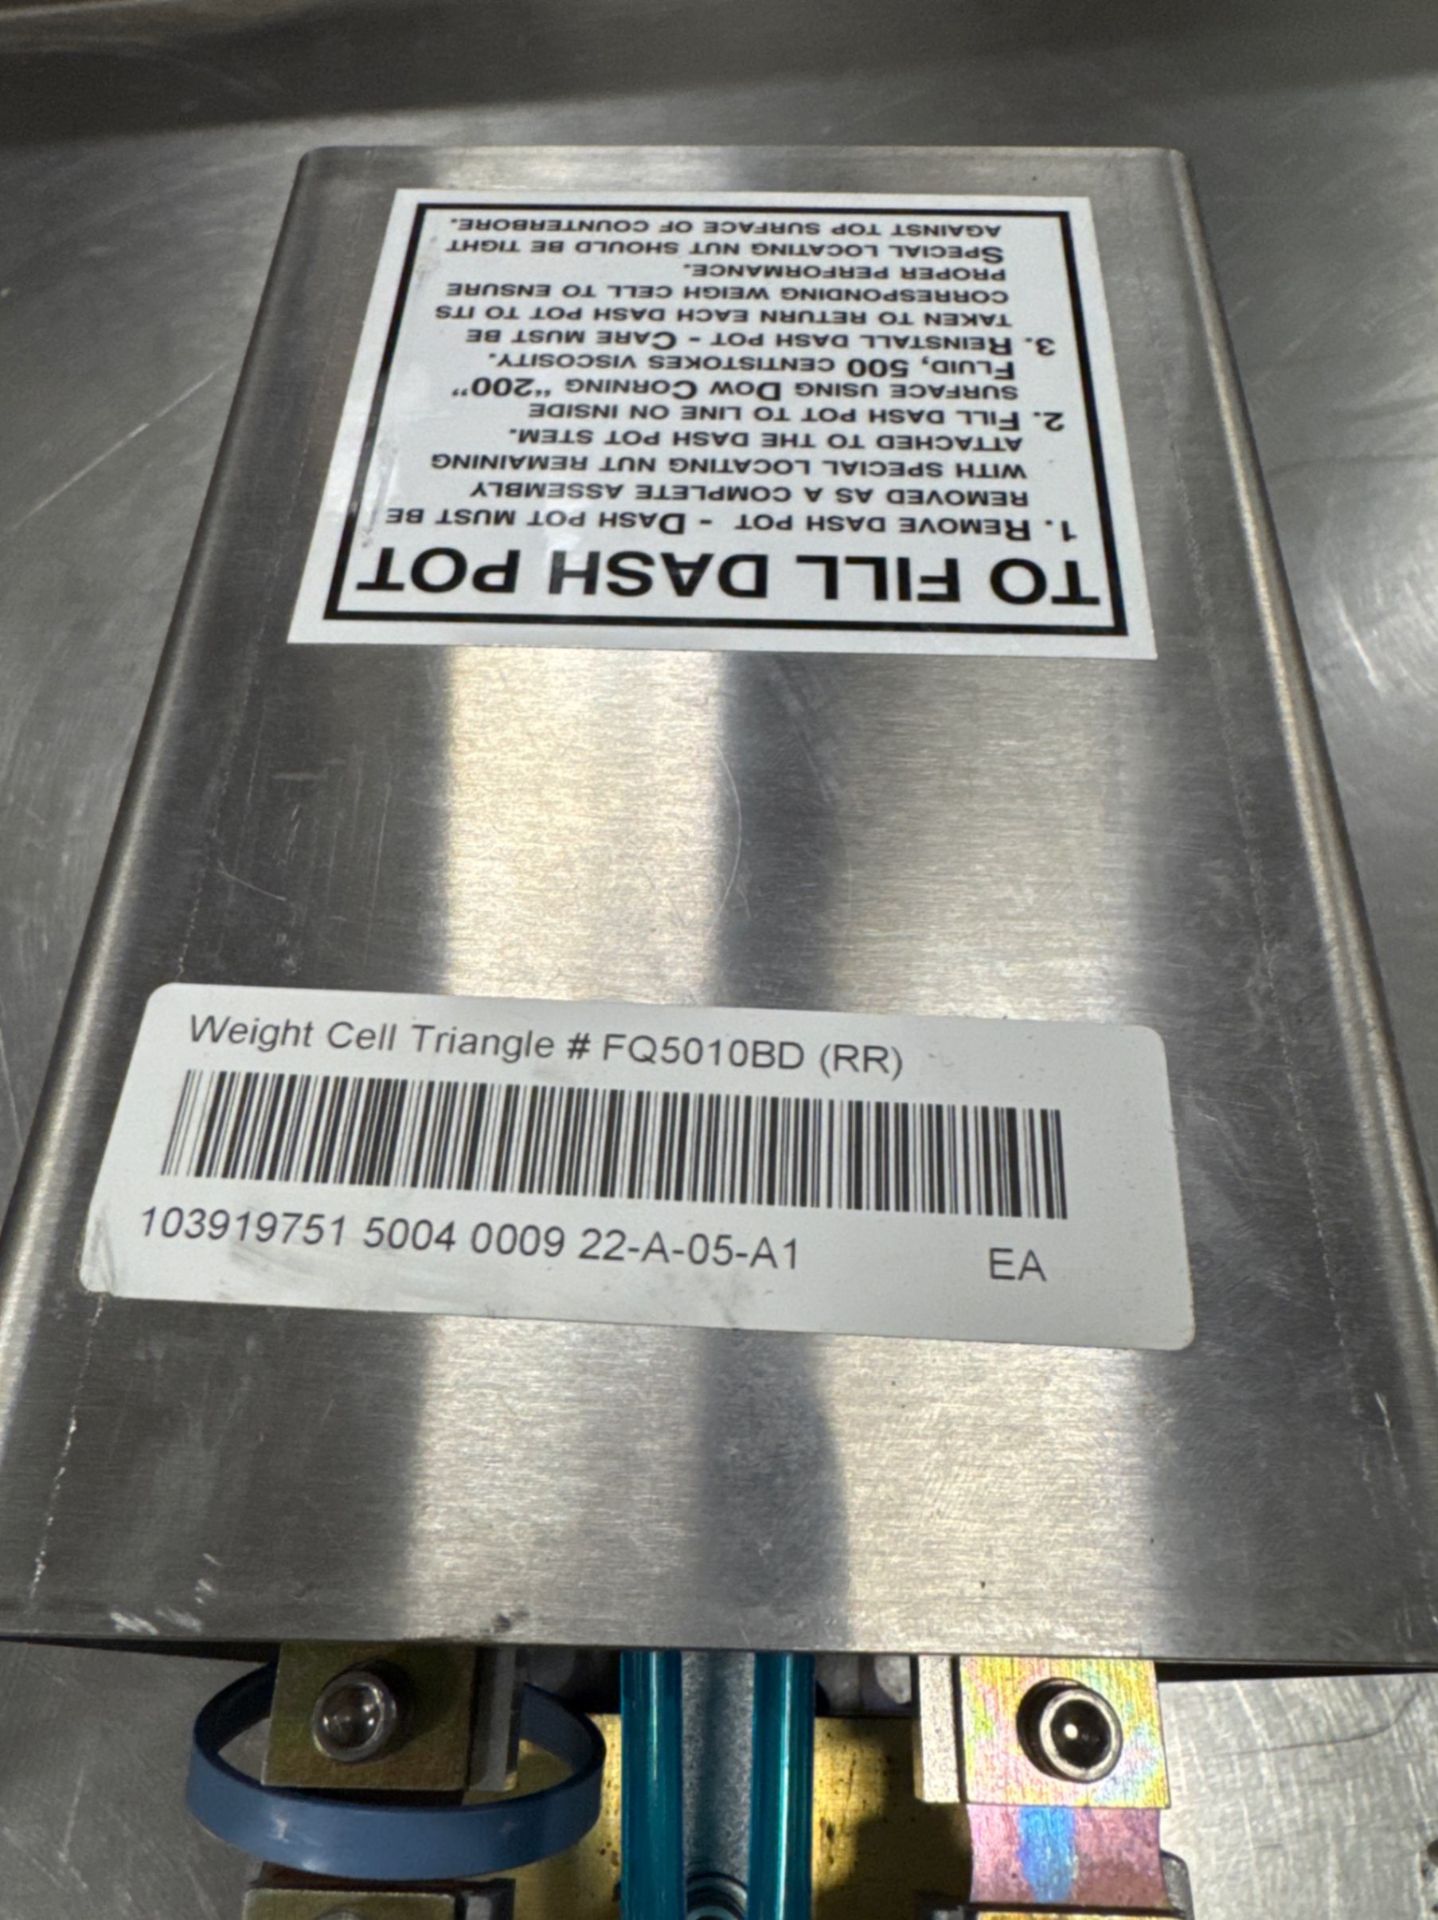 TO FILL DASH POT
1. REMOVE DASH POT - DASH POT MUST BE
REMOVED AS A COMPLETE ASSEMBLY
WITH SPECIAL LOCATING NUT REMAINING
ATTACHED TO THE DASH POT STEM.
2. FILL DASH POT TO LINE ON INSIDE
SURFACE USING DOW CORNING "200"
FLUID, 500 CENTISTOKES VISCOSITY.
3. REINSTALL DASH POT - CARE MUST BE
TAKEN TO RETURN EACH DASH POT TO ITS
CORRESPONDING WEIGH CELL TO ENSURE
PROPER PERFORMANCE.
SPECIAL LOCATING NUT SHOULD BE TIGHT
AGAINST TOP SURFACE OF COUNTERBORE.
Weight Cell Triangle # FQ5010BD (RR)
103919751 5004 0009 22-A-05-A1 EA